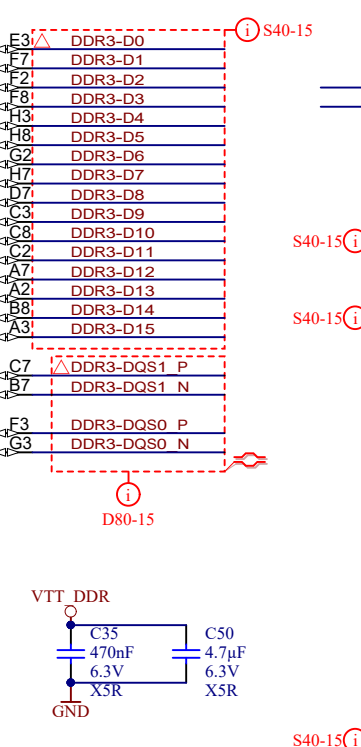 i S40-15
E3 DDR3-D0
F7 DDR3-D1
F2 DDR3-D2
F8 DDR3-D3
H3 DDR3-D4
H8 DDR3-D5
G2 DDR3-D6
H7 DDR3-D7
D7 DDR3-D8
C3 DDR3-D9
C8 DDR3-D10
C2 DDR3-D11
A7 DDR3-D12
A2 DDR3-D13
B8 DDR3-D14
A3 DDR3-D15
S40-15 i
S40-15 i
C7 DDR3-DQS1_P
B7 DDR3-DQS1_N
F3 DDR3-DQS0_P
G3 DDR3-DQS0_N
i
D80-15
VTT_DDR
C35
470nF
6.3V
X5R
GND
C50
4.7µF
6.3V
X5R
S40-15 i